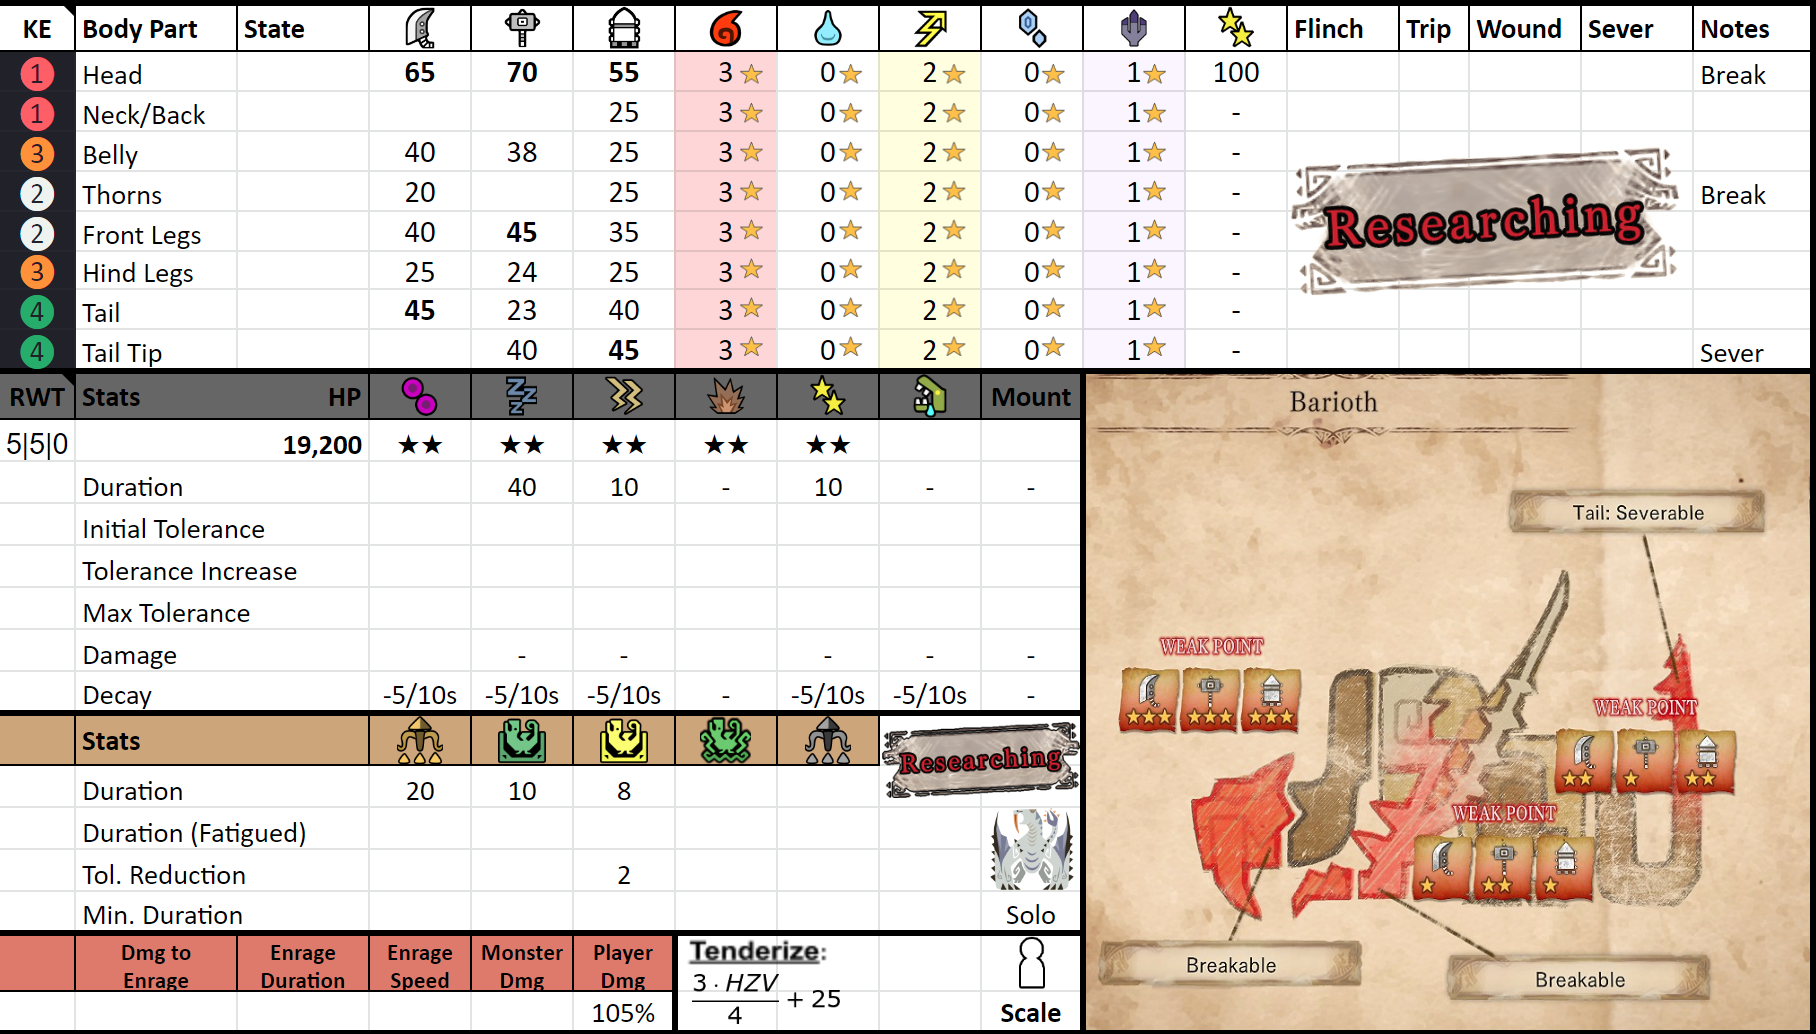 KE Body Part State Flinch Trip Wound Sever Notes
1 Head 65 70 55 3 0 2 0 1 100 Break
1 Neck/Back 25 3 0 2 0 1 -
3 Belly 40 38 25 3 0 2 0 1 -
2 Thorns 20 25 3 0 2 0 1 - Break
2 Front Legs 40 45 35 3 0 2 0 1 -
3 Hind Legs 25 24 25 3 0 2 0 1 -
4 Tail 45 23 40 3 0 2 0 1 -
4 Tail Tip 40 45 3 0 2 0 1 - Sever
Researching
RWT Stats HP Mount
5|5|0 19,200 ★★ ★★ ★★ ★★ ★★
Duration 40 10 - 10 - -
Initial Tolerance
Tolerance Increase
Max Tolerance
Damage - - - - -
Decay -5/10s -5/10s -5/10s - -5/10s -5/10s -
Stats
Researching
Duration 20 10 8
Duration (Fatigued)
Tol. Reduction 2
Min. Duration Solo
Dmg to Enrage
Enrage Duration
Enrage Speed
Monster Dmg
Player Dmg
105%
Tenderize:
3 · HZV
4
+ 25
Scale
Barioth
Tail: Severable
WEAK POINT
WEAK POINT
WEAK POINT
Breakable
Breakable